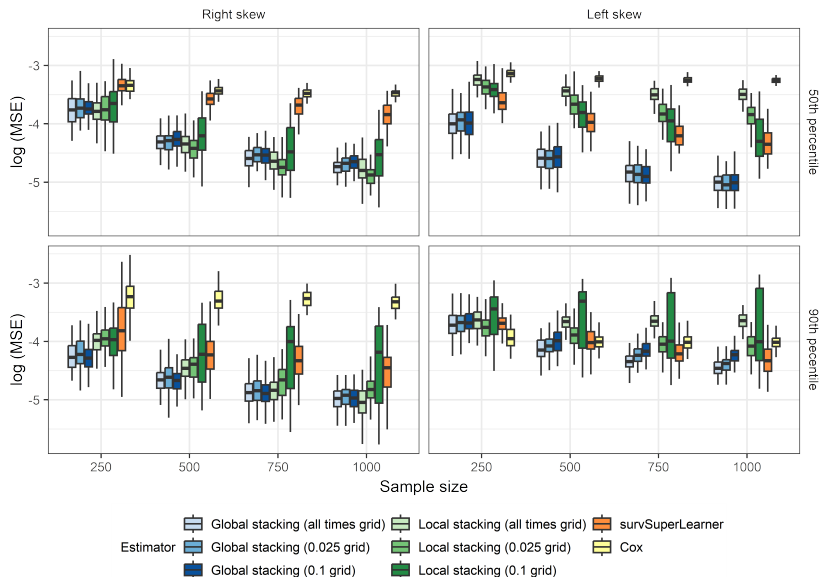 Right skew
Left skew
log (MSE)
-3
-4
-5
50th percentile
log (MSE)
-3
-4
-5
90th pecentile
250
500
750
1000
250
500
750
1000
Sample size
Estimator
Global stacking (all times grid)
Local stacking (all times grid)
survSuperLearner
Global stacking (0.025 grid)
Local stacking (0.025 grid)
Cox
Global stacking (0.1 grid)
Local stacking (0.1 grid)